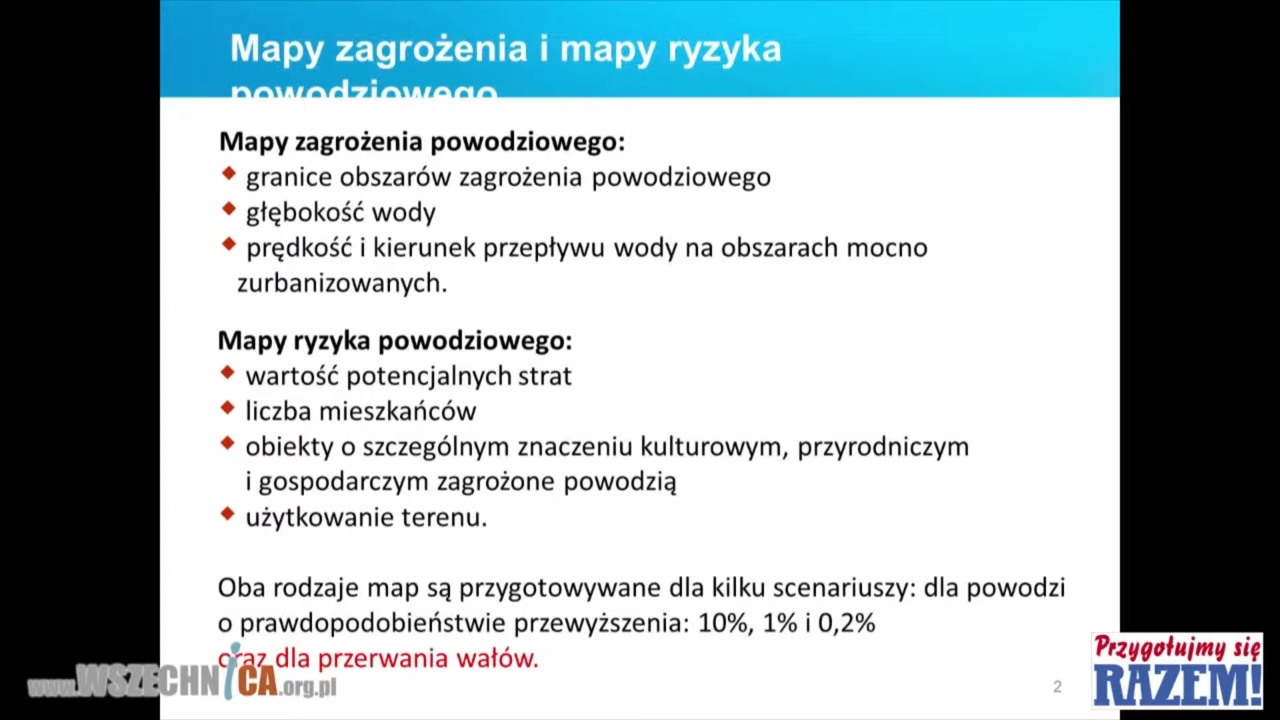 Mapy zagrożenia i mapy ryzyka
powodziowego
Mapy zagrożenia powodziowego:
granice obszarów zagrożenia powodziowego
głębokość wody
prędkość i kierunek przepływu wody na obszarach mocno
zurbanizowanych.
Mapy ryzyka powodziowego:
wartość potencjalnych strat
liczba mieszkańców
obiekty o szczególnym znaczeniu kulturowym, przyrodniczym
i gospodarczym zagrożone powodzią
użytkowanie terenu.
Oba rodzaje map są przygotowywane dla kilku scenariuszy: dla powodzi
o prawdopodobieństwie przewyższenia: 10%, 1% i 0,2%
oraz dla przerwania wałów.
www.WSZECHNICA.org.pl
2
Przygotujmy się
RAZEM!